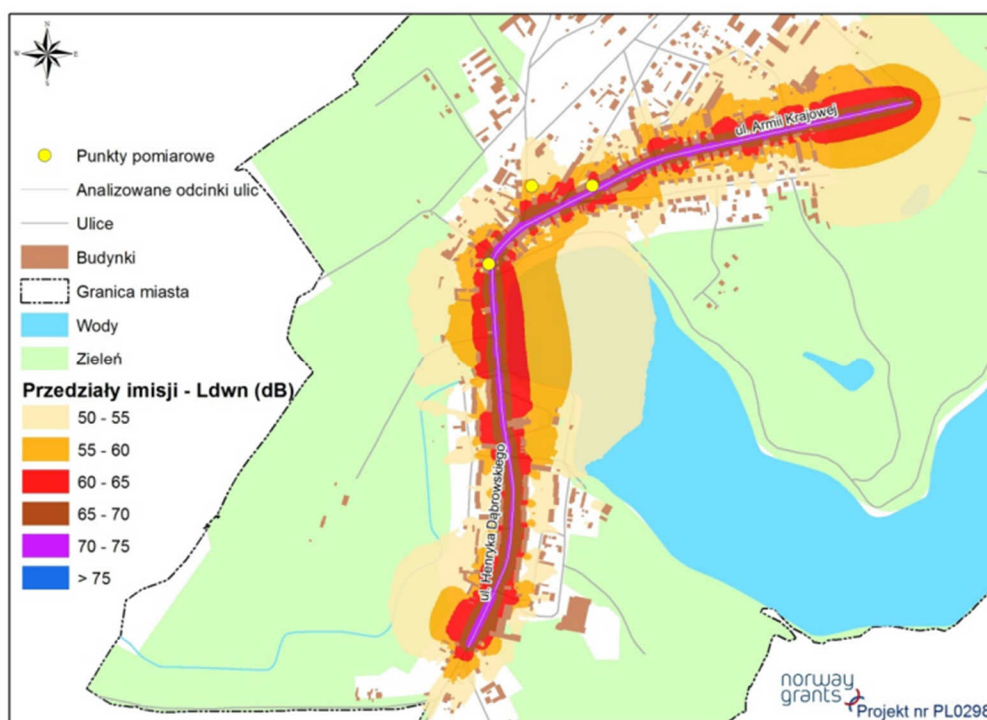 N
W
E
S
Punkty pomiarowe
Analizowane odcinki ulic
Ulice
Budynki
Granica miasta
Wody
Zieleń
Przedziały imisji - Ldwn (dB)
50 - 55
55 - 60
60 - 65
65 - 70
70 - 75
> 75
ul. Armii Krajowej
ul. Henryka Dąbrowskiego
norway
grants
Projekt nr PL0298